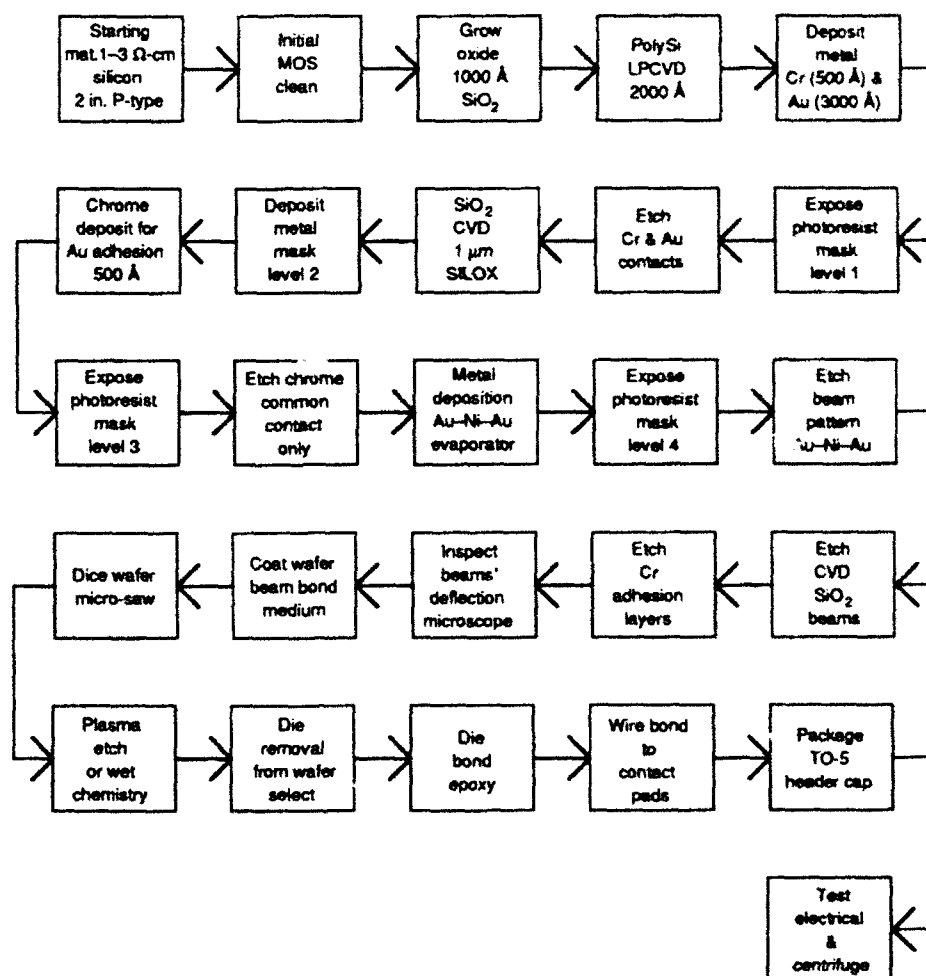 Starting
mat.1–3 Ω-cm
silicon
2 in. P-type
Initial
MOS
clean
Grow
oxide
1000 Å
SiO₂
PolySi
LPCVD
2000 Å
Deposit
metal
Cr (500 Å) &
Au (3000 Å)
Expose
photoresist
mask
level 1
Etch
Cr & Au
contacts
SiO₂
CVD
1 μm
SILOX
Deposit
metal
mask
level 2
Chrome
deposit for
Au adhesion
500 Å
Expose
photoresist
mask
level 3
Etch chrome
common
contact
only
Metal
deposition
Au–Ni–Au
evaporator
Expose
photoresist
mask
level 4
Etch
beam
pattern
Au–Ni–Au
Etch
CVD
SiO₂
beams
Etch
Cr
adhesion
layers
Inspect
beams'
deflection
microscope
Coat wafer
beam bond
medium
Dice wafer
micro-saw
Plasma
etch
or wet
chemistry
Die
removal
from wafer
select
Die
bond
epoxy
Wire bond
to
contact
pads
Package
TO-5
header cap
Test
electrical
&
centrifuge